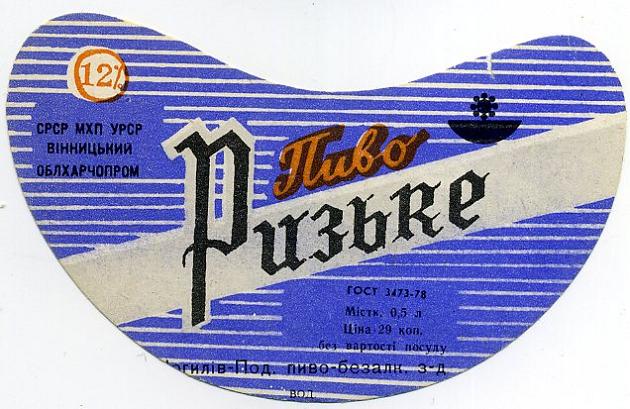 12%
СРСР МХП УРСР
ВІННИЦЬКИЙ
ОБЛХАРЧОПРОМ
Пиво
Ризьке
ГОСТ 3473-78
Містк. 0,5 л
Ціна 29 коп.
без вартості посуду
Могилів-Под. пиво-безалк. з-д
вод.